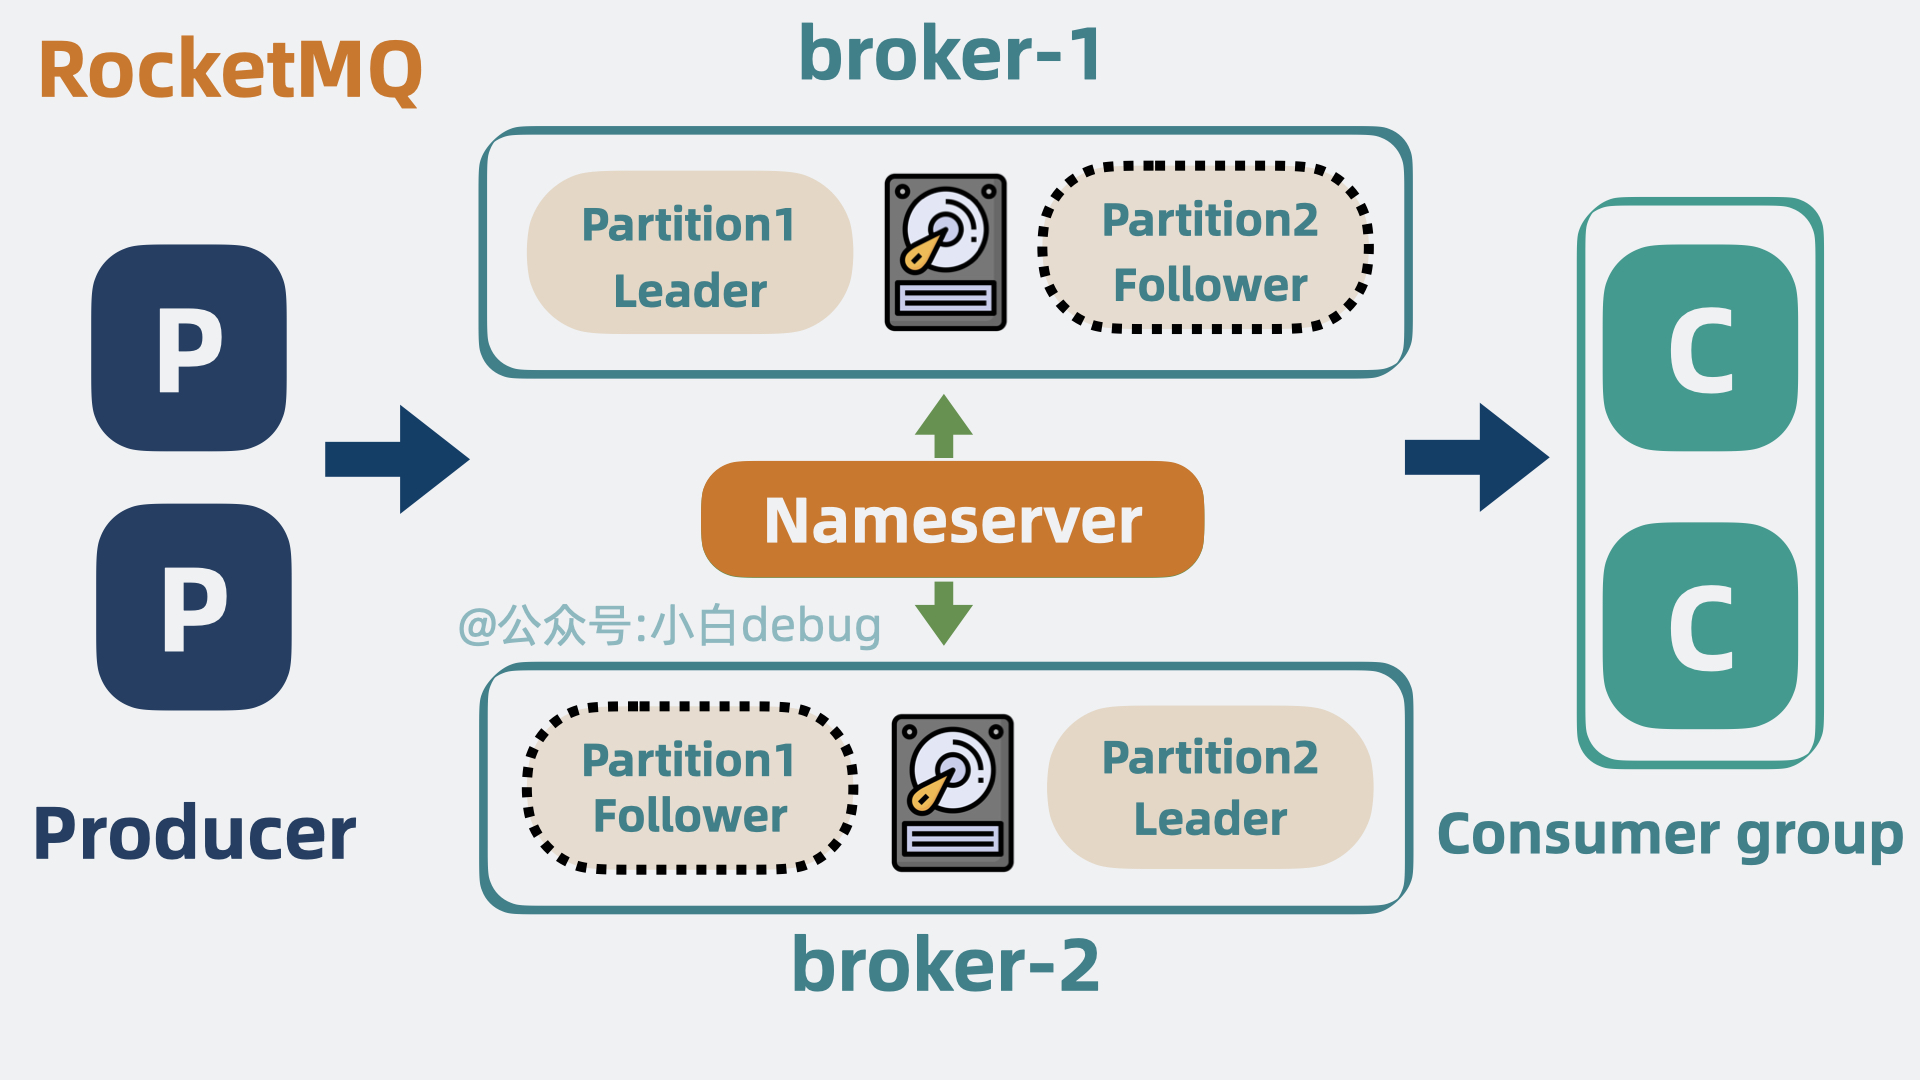 RocketMQ
broker-1
Partition1
Leader
Partition2
Follower
P
P
Producer
Nameserver
@公众号:小白debug
Partition1
Follower
Partition2
Leader
broker-2
C
C
Consumer group